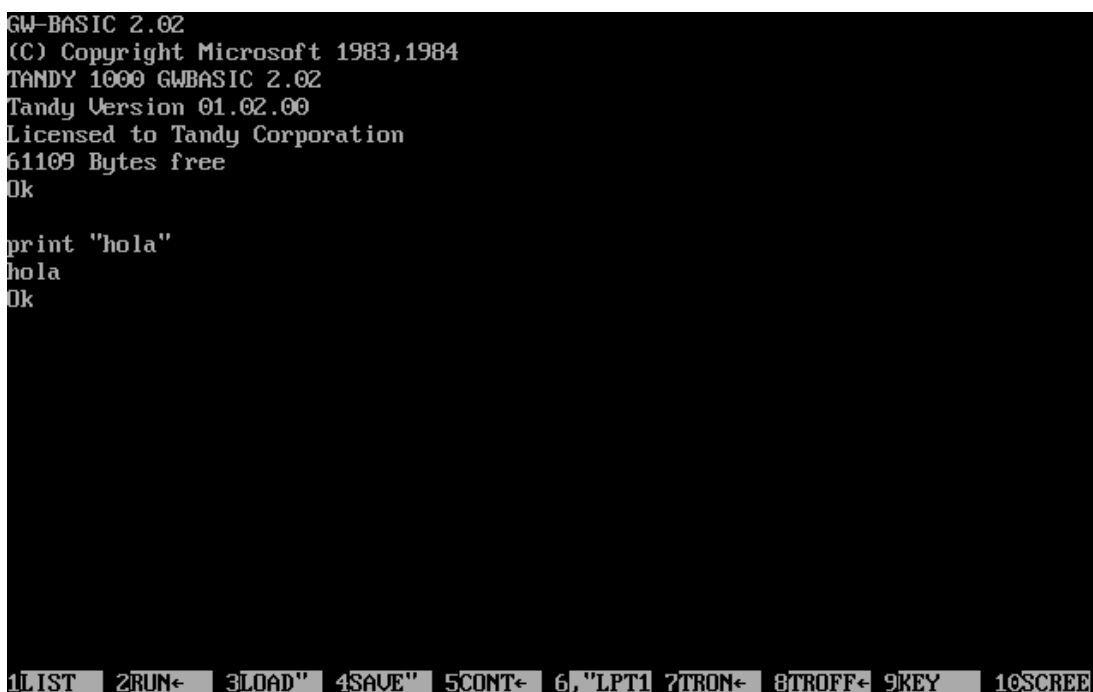 GW-BASIC 2.02
(C) Copyright Microsoft 1983,1984
TANDY 1000 GWBASIC 2.02
Tandy Version 01.02.00
Licensed to Tandy Corporation
61109 Bytes free
Ok
print "hola"
hola
Ok
1LIST 2RUN← 3LOAD" 4SAVE" 5CONT← 6,"LPT1 7TRON← 8TROFF← 9KEY 10SCREE